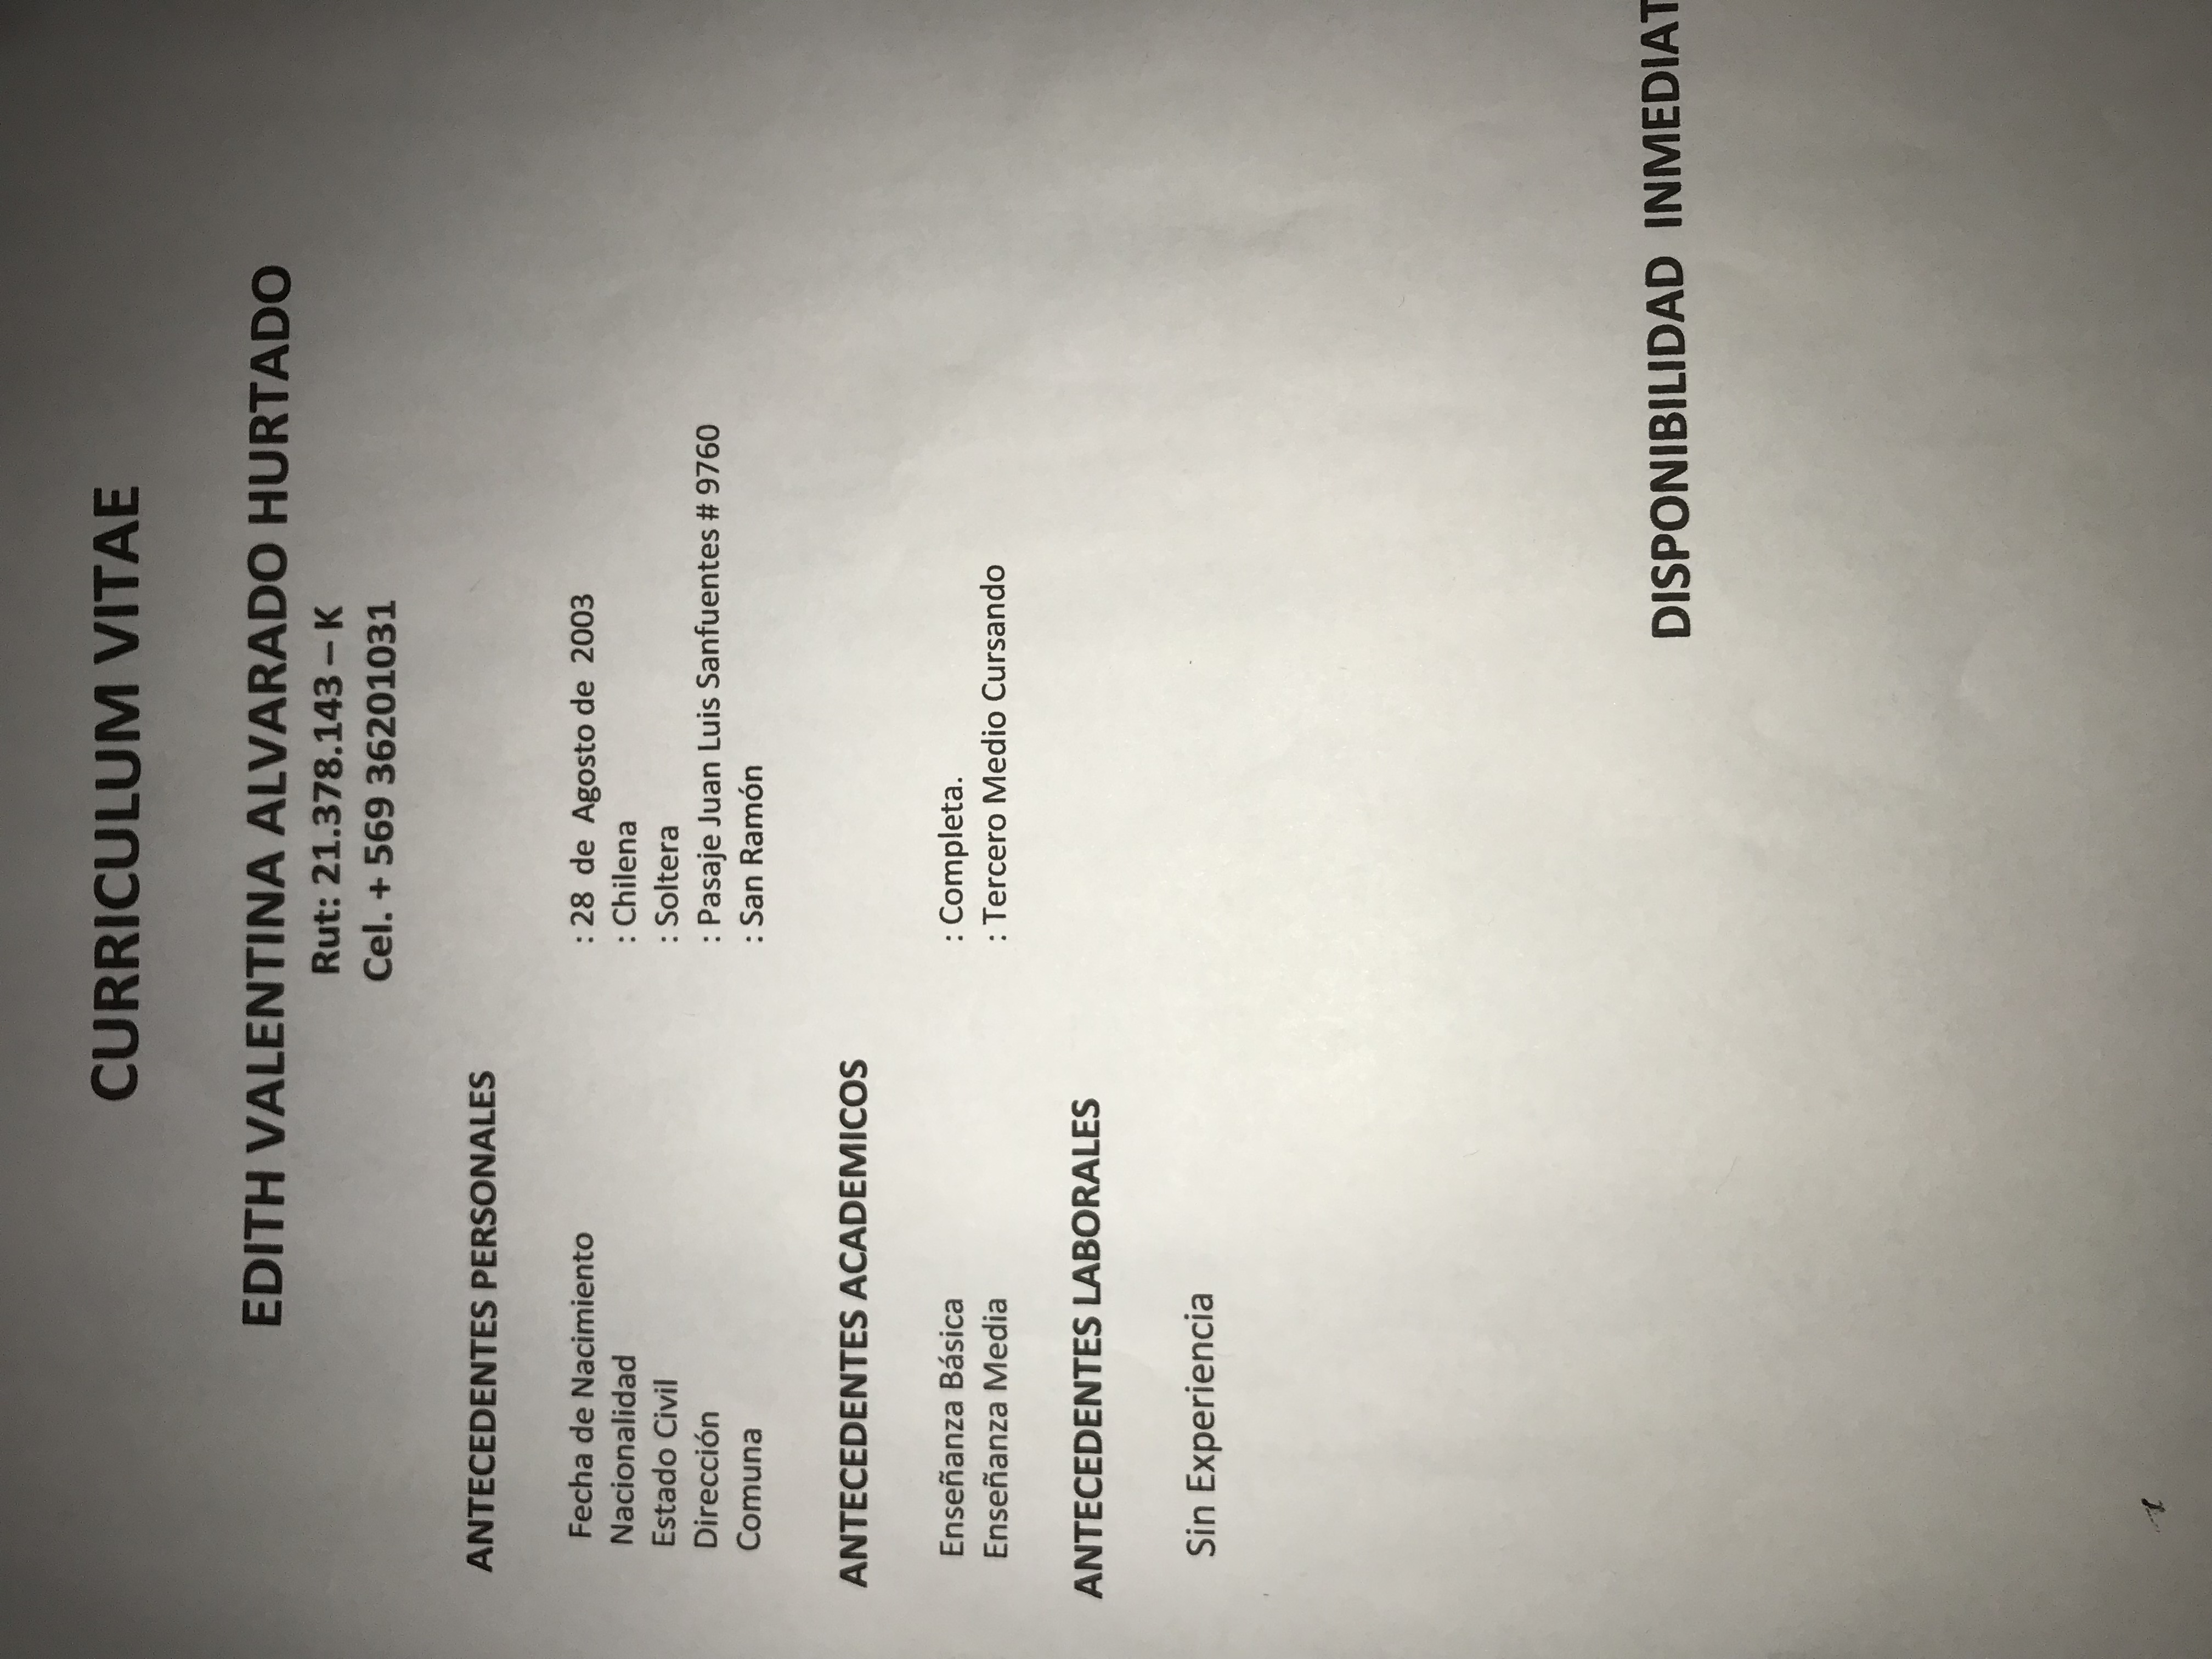 CURRICULUM VITAE
EDITH VALENTINA ALVARADO HURTADO
Rut: 21.378.143 – K
Cel. + 569 36201031
ANTECEDENTES PERSONALES
Fecha de Nacimiento : 28 de Agosto de 2003
Nacionalidad : Chilena
Estado Civil : Soltera
Dirección : Pasaje Juan Luis Sanfuentes # 9760
Comuna : San Ramón
ANTECEDENTES ACADEMICOS
Enseñanza Básica : Completa.
Enseñanza Media : Tercero Medio Cursando
ANTECEDENTES LABORALES
Sin Experiencia
DISPONIBILIDAD INMEDIAT